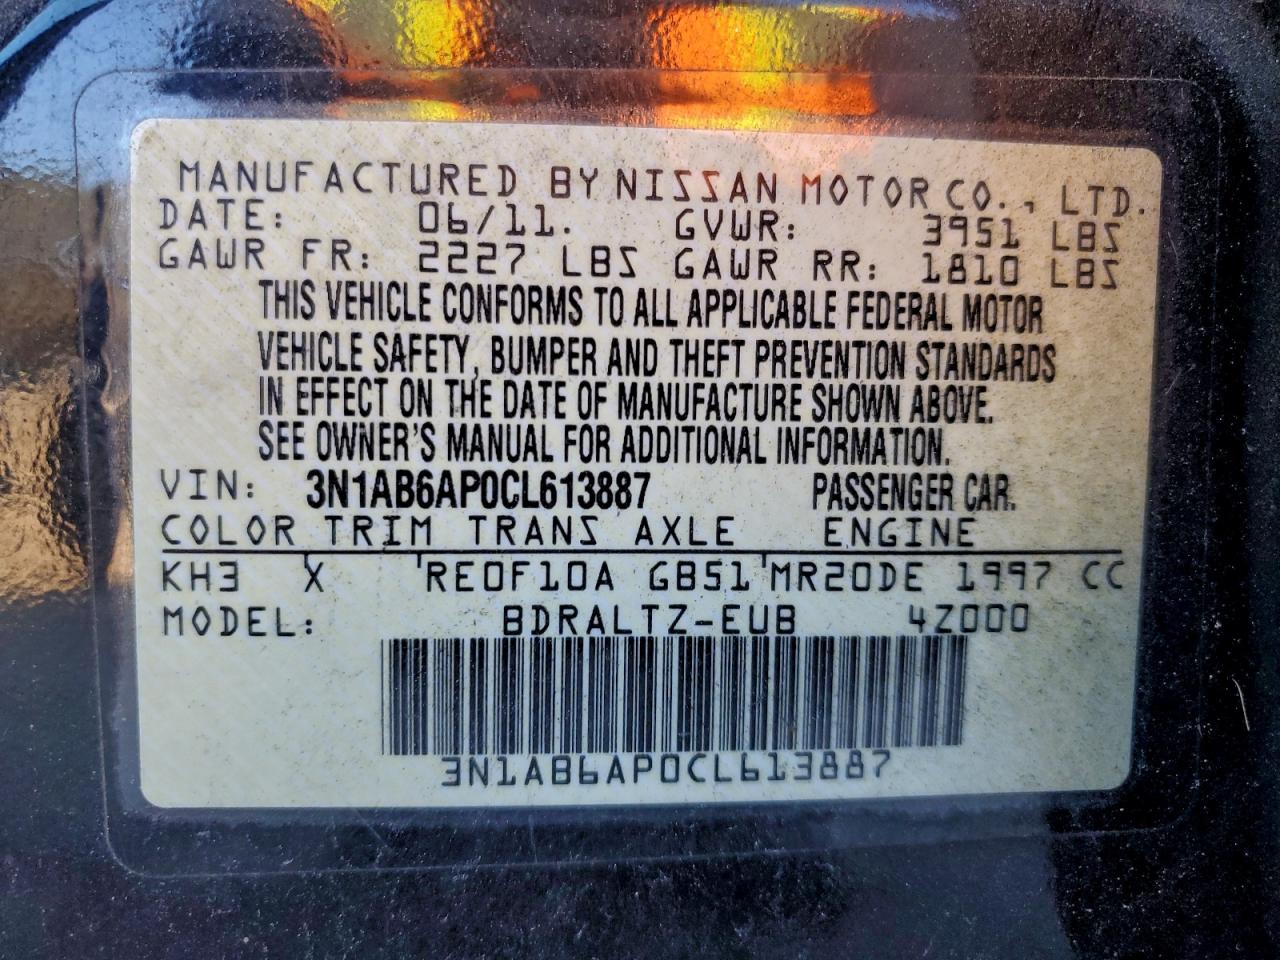 MANUFACTURED BY NISSAN MOTOR CO., LTD.
DATE: 06/11. GVWR: 3951 LBS
GAWR FR: 2227 LBS GAWR RR: 1810 LBS
THIS VEHICLE CONFORMS TO ALL APPLICABLE FEDERAL MOTOR
VEHICLE SAFETY, BUMPER AND THEFT PREVENTION STANDARDS
IN EFFECT ON THE DATE OF MANUFACTURE SHOWN ABOVE.
SEE OWNER'S MANUAL FOR ADDITIONAL INFORMATION.
VIN: 3N1AB6AP0CL613887 PASSENGER CAR.
COLOR TRIM TRANS AXLE ENGINE
KH3 X RE0F10A GB51 MR20DE 1997 CC
MODEL: BDRALTZ-EUB 4Z000
3N1AB6AP0CL613887